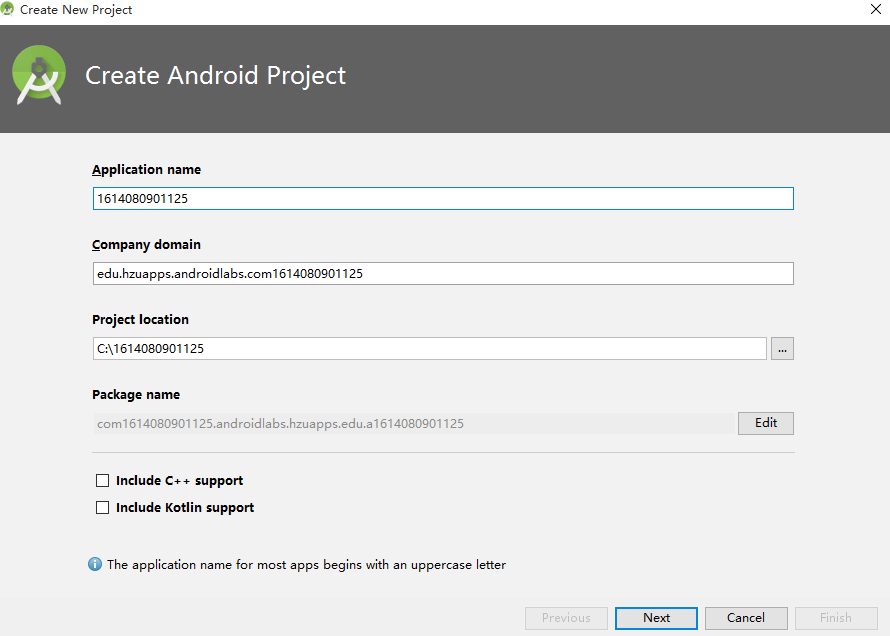 Create New Project
Create Android Project
Application name
1614080901125
Company domain
edu.hzuapps.androidlabs.com1614080901125
Project location
C:\1614080901125
...
Package name
com1614080901125.androidlabs.hzuapps.edu.a1614080901125
Edit
Include C++ support
Include Kotlin support
The application name for most apps begins with an uppercase letter
Previous Next Cancel Finish